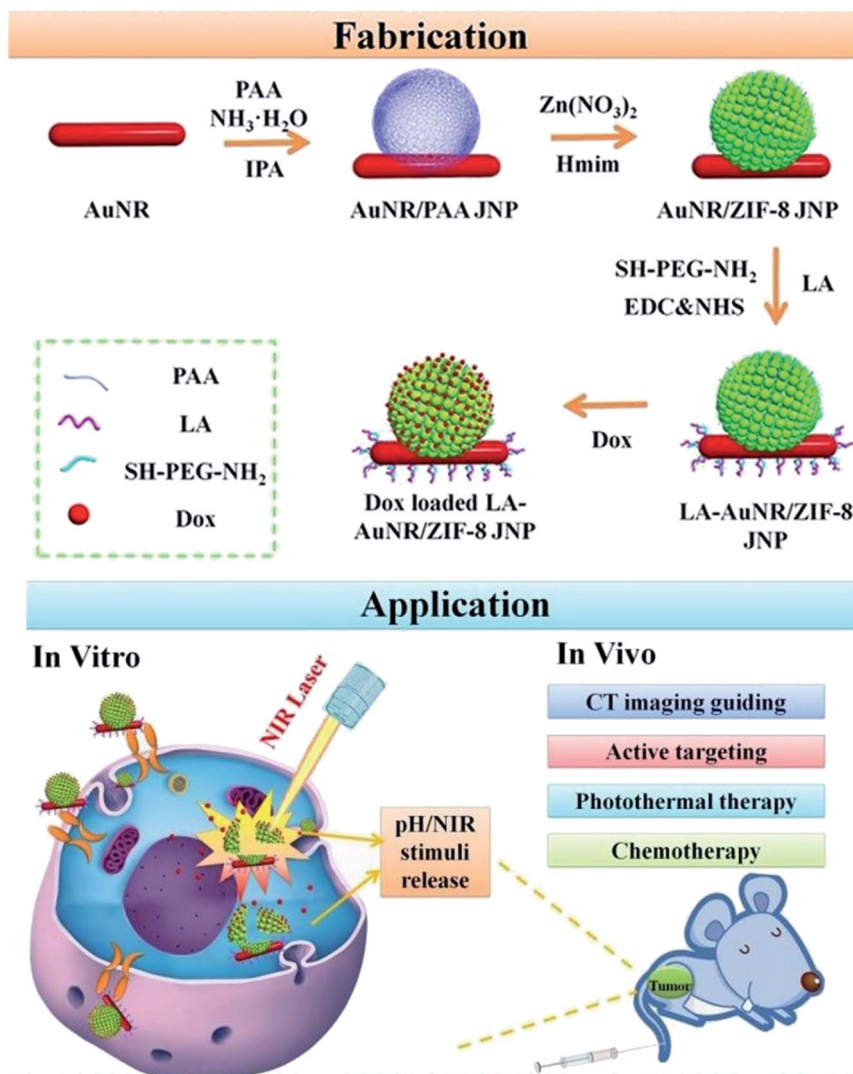 Fabrication
PAA
NH₃·H₂O
IPA
Zn(NO₃)₂
Hmim
AuNR
AuNR/PAA JNP
AuNR/ZIF-8 JNP
SH-PEG-NH₂
EDC&NHS
LA
PAA
LA
SH-PEG-NH₂
Dox
Dox
Dox loaded LA-
AuNR/ZIF-8 JNP
LA-AuNR/ZIF-8
JNP
Application
In Vitro
NIR Laser
pH/NIR
stimuli
release
In Vivo
CT imaging guiding
Active targeting
Photothermal therapy
Chemotherapy
Tumor